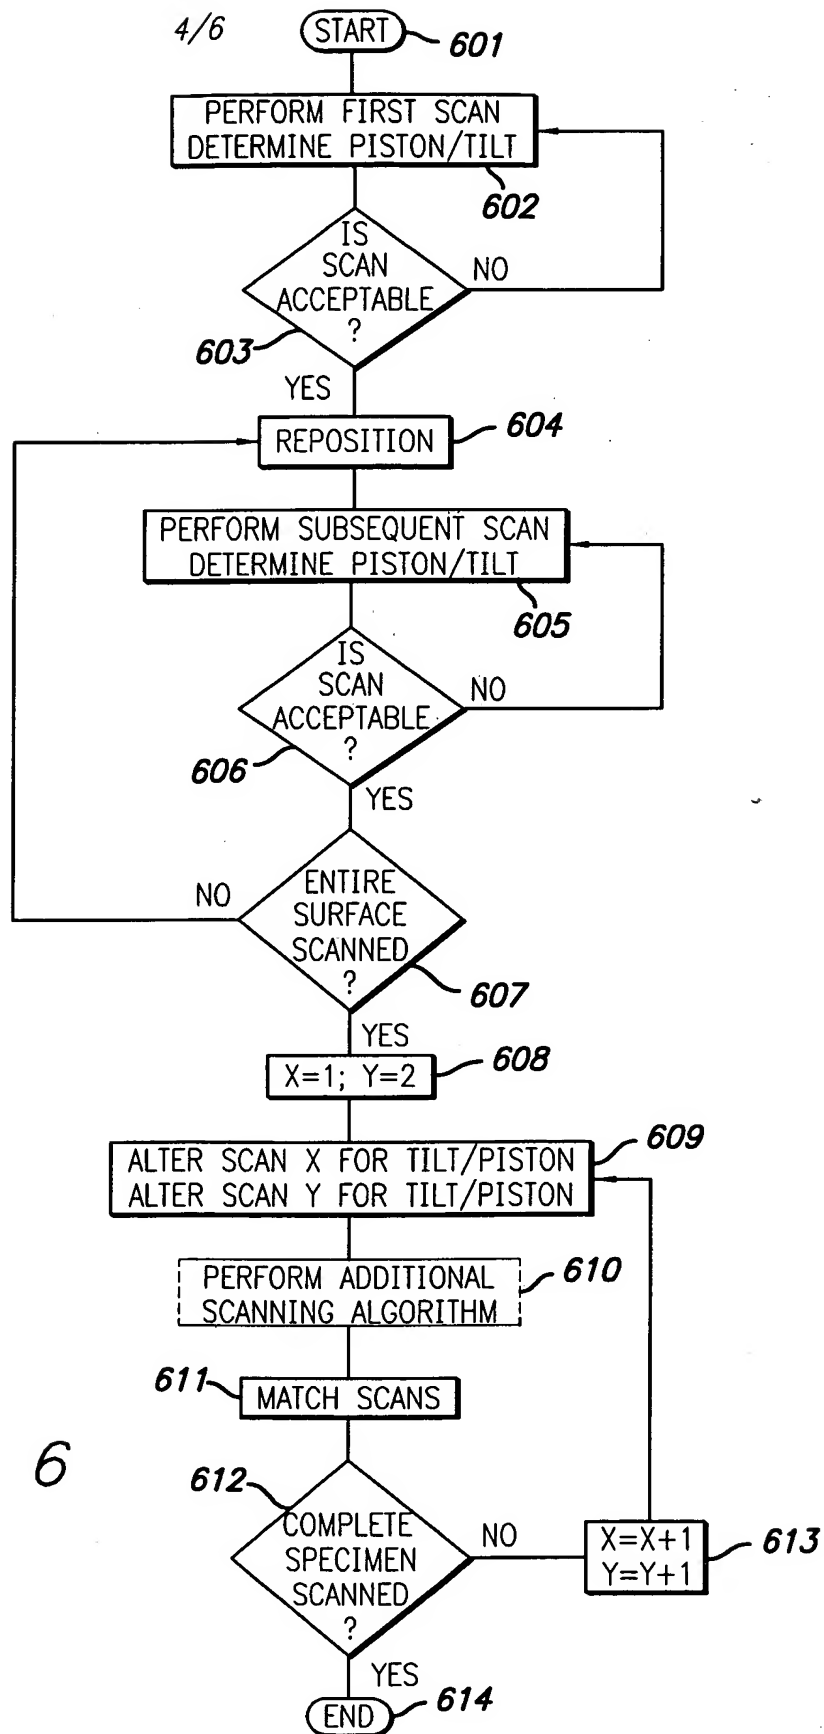 4/6
START
601
PERFORM FIRST SCAN
DETERMINE PISTON/TILT
602
IS
SCAN
ACCEPTABLE
?
NO
603
YES
REPOSITION
604
PERFORM SUBSEQUENT SCAN
DETERMINE PISTON/TILT
605
IS
SCAN
ACCEPTABLE
?
NO
606
YES
ENTIRE
SURFACE
SCANNED
?
NO
607
YES
X=1; Y=2
608
ALTER SCAN X FOR TILT/PISTON
ALTER SCAN Y FOR TILT/PISTON
609
PERFORM ADDITIONAL
SCANNING ALGORITHM
610
611
MATCH SCANS
6
612
COMPLETE
SPECIMEN
SCANNED
?
NO
X=X+1
Y=Y+1
613
YES
END
614